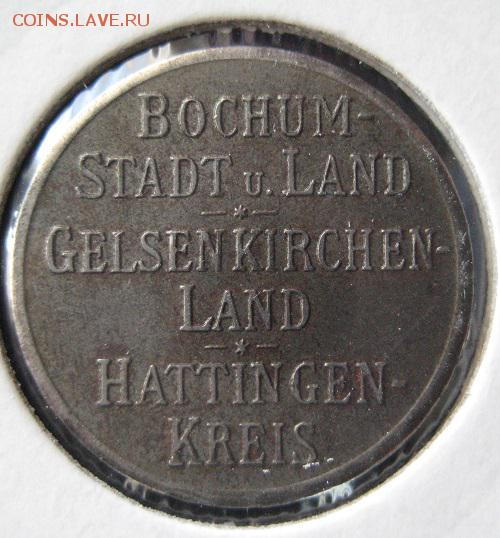 COINS.LAVE.RU
BOCHUM-
STADT U. LAND
—*—
GELSENKIRCHEN-
LAND
—*—
HATTINGEN-
KREIS.